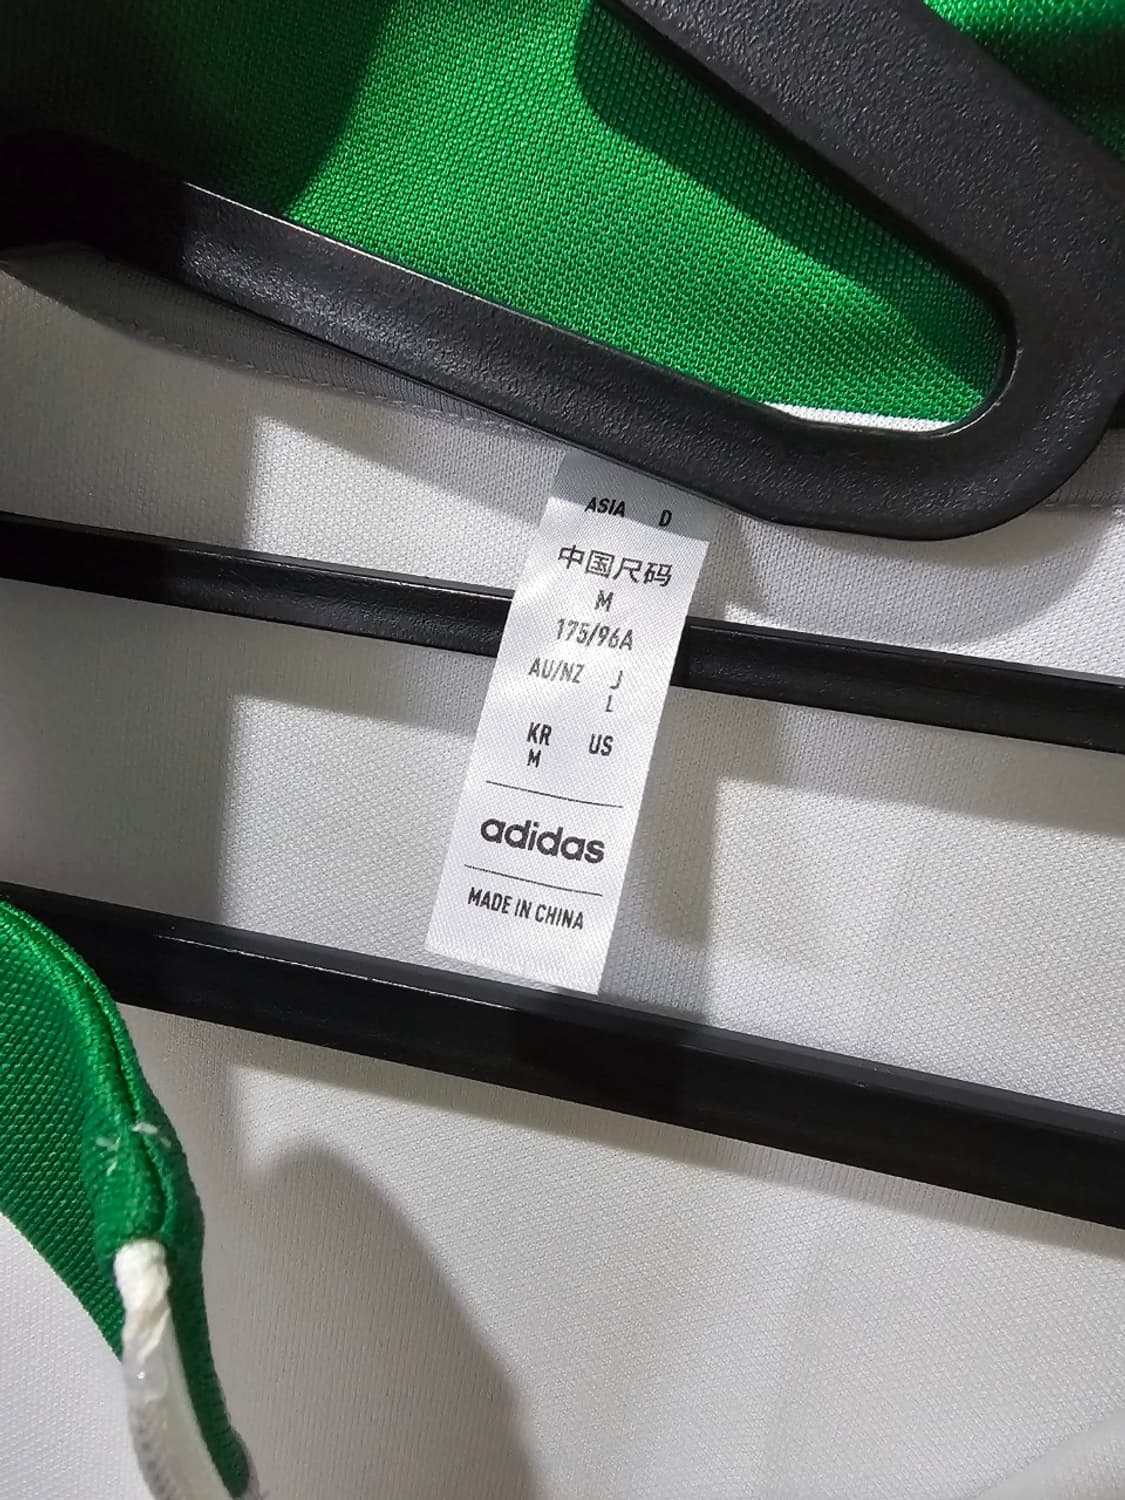 ASIA D
中国尺码
M
175/96A
AU/NZ J
L
KR US
M
adidas
MADE IN CHINA